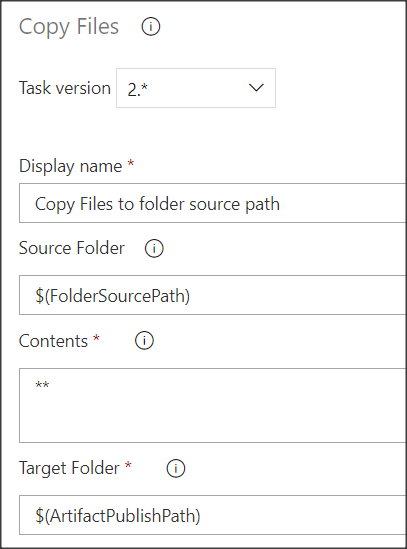 Copy Files
Task version 2.*
Display name *
Copy Files to folder source path
Source Folder
$(FolderSourcePath)
Contents *
**
Target Folder *
$(ArtifactPublishPath)